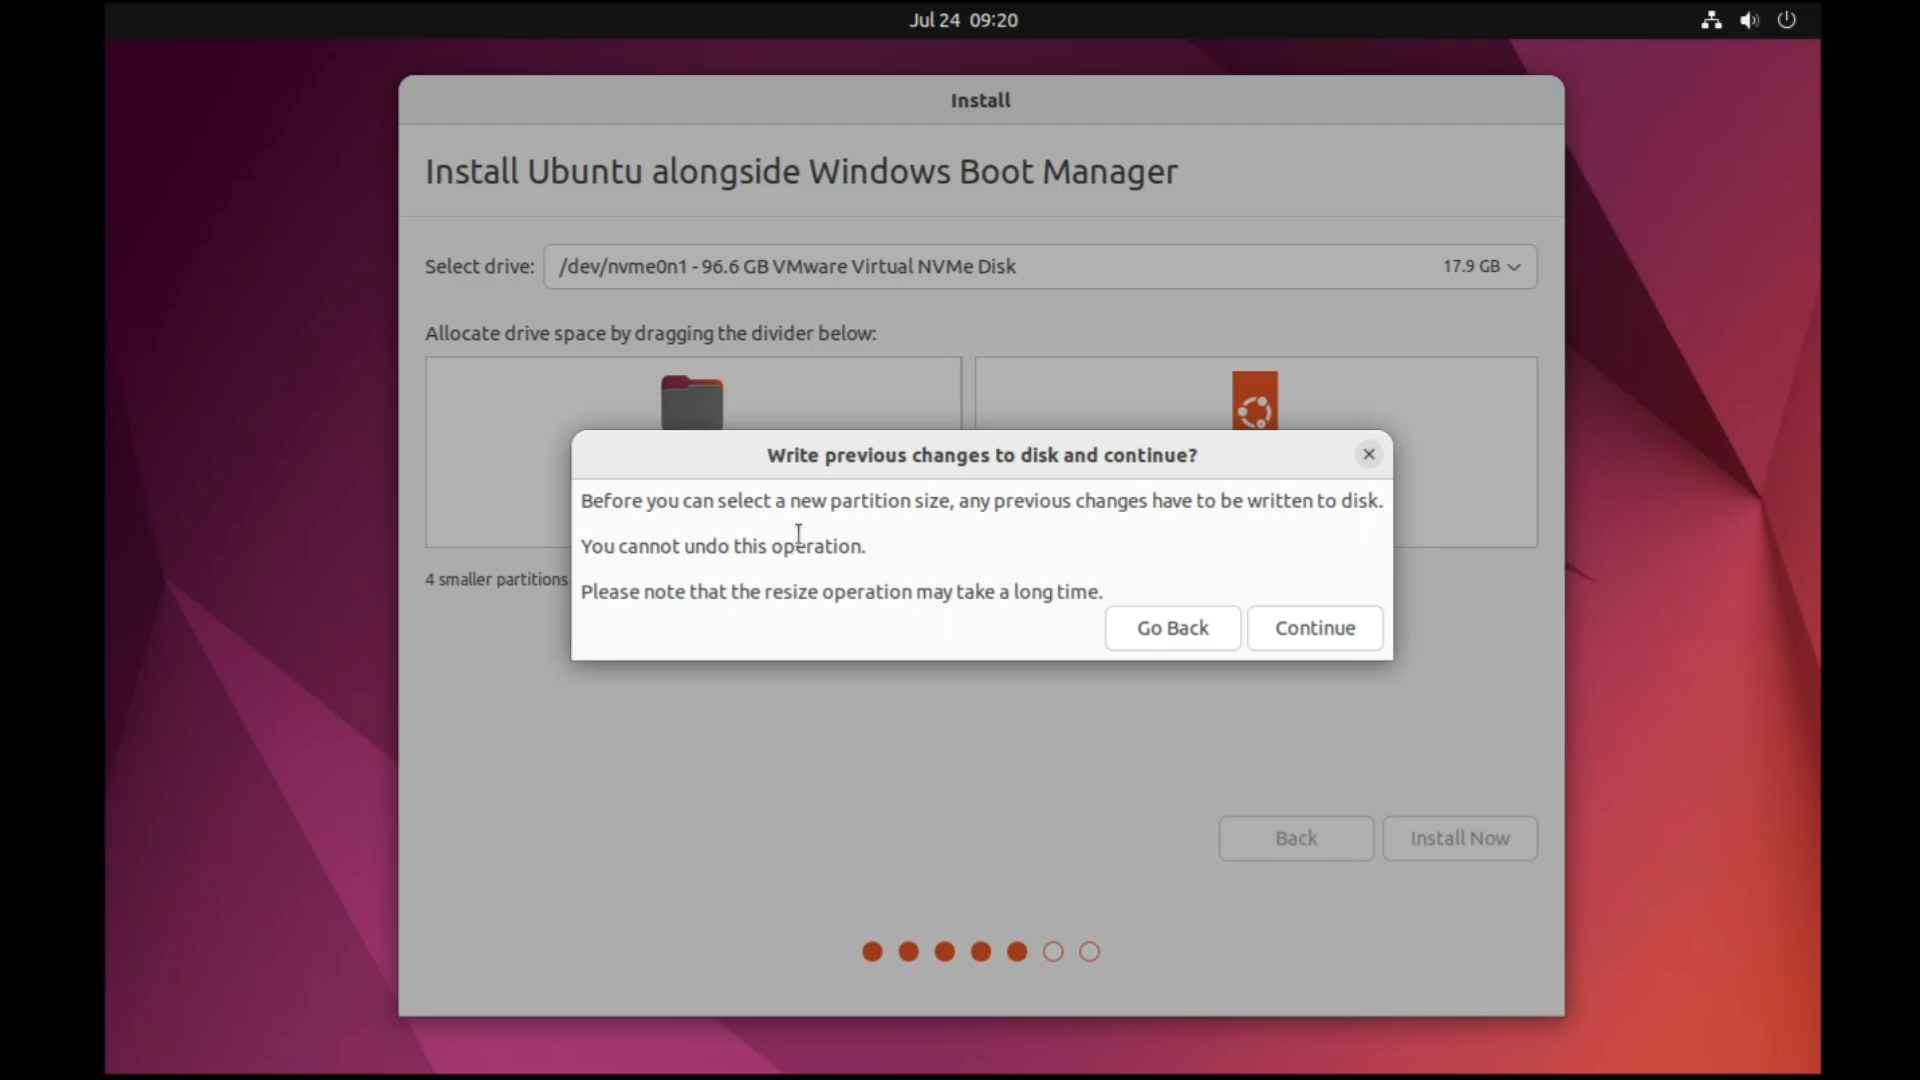 Jul 24 09:20
Install
Install Ubuntu alongside Windows Boot Manager
Select drive: /dev/nvme0n1 - 96.6 GB VMware Virtual NVMe Disk 17.9 GB
Allocate drive space by dragging the divider below:
Write previous changes to disk and continue?
Before you can select a new partition size, any previous changes have to be written to disk.
You cannot undo this operation.
4 smaller partitions
Please note that the resize operation may take a long time.
Go Back Continue
Back Install Now